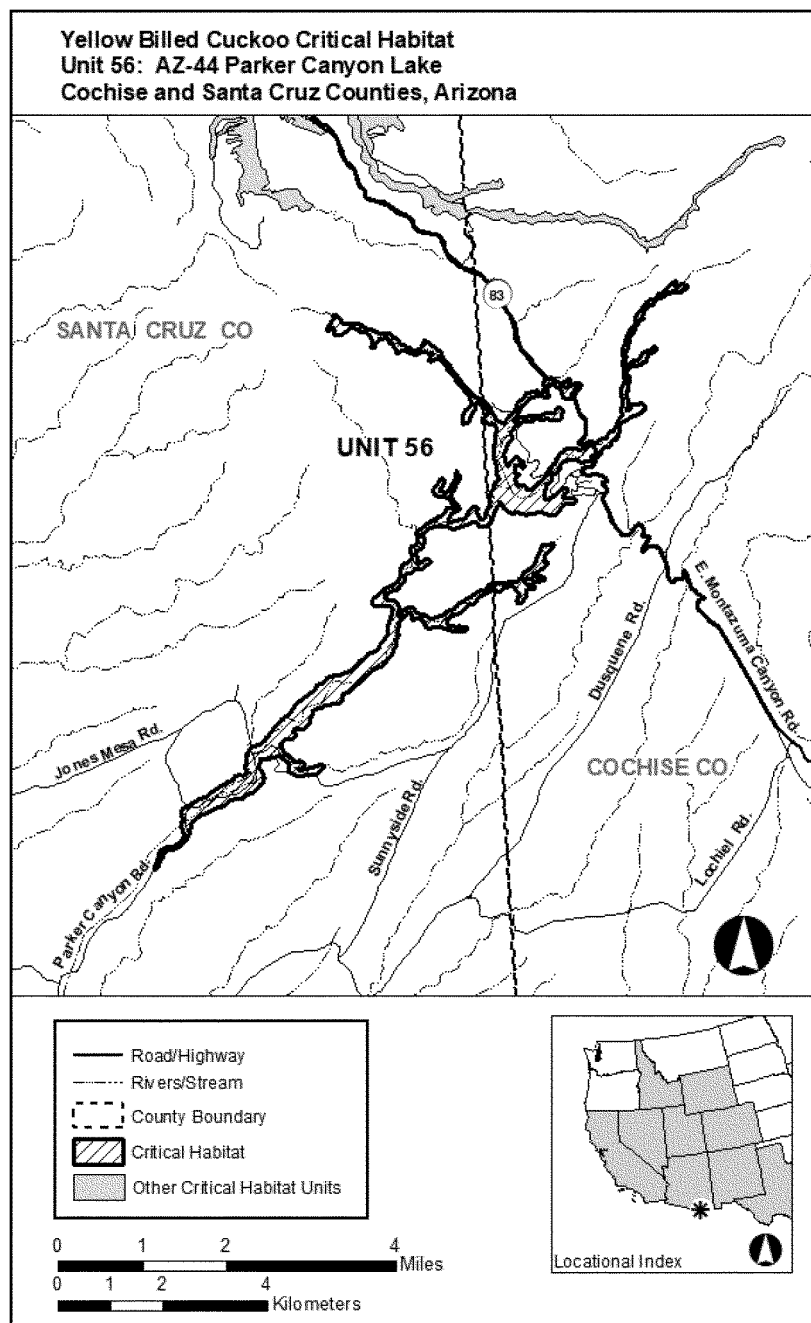 Yellow Billed Cuckoo Critical Habitat
Unit 56: AZ-44 Parker Canyon Lake
Cochise and Santa Cruz Counties, Arizona
83
SANTA CRUZ CO
UNIT 56
E. Montazuma Canyon Rd.
Dusquene Rd.
Jones Mesa Rd.
COCHISE CO
Sunnyside Rd.
Lochiel Rd.
Parker Canyon Rd.
Road/Highway
Rivers/Stream
County Boundary
Critical Habitat
Other Critical Habitat Units
0 1 2 4
Miles
0 1 2 4
Kilometers
Locational Index